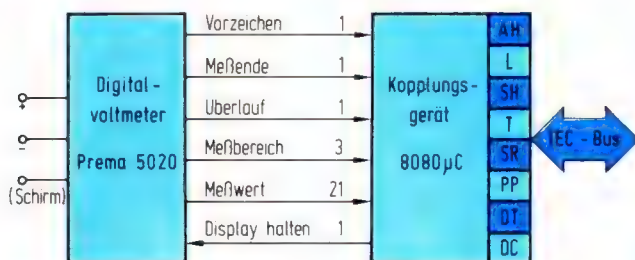 +
-
(Schirm)
Digital-
voltmeter
Prema 5020
Vorzeichen 1
Meßende 1
Überlauf 1
Meßbereich 3
Meßwert 21
Display halten 1
Kopplungs-
gerät
8080µC
AH
L
SH
T
SR
PP
DT
DC
IEC - Bus